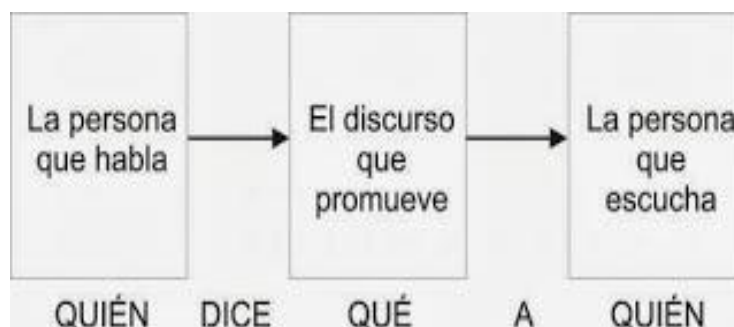 La persona
que habla
El discurso
que
promueve
La persona
que
escucha
QUIÉN DICE QUÉ A QUIÉN